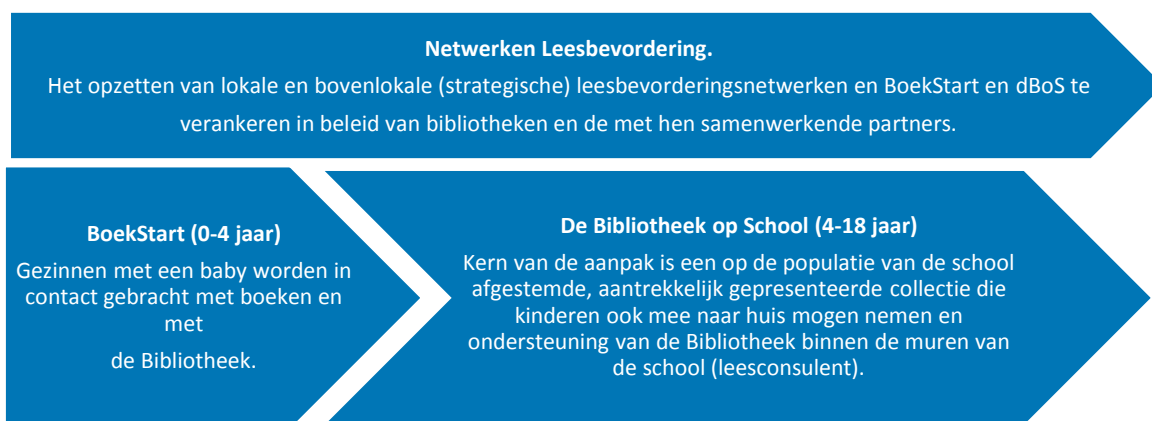 Netwerken Leesbevordering.
Het opzetten van lokale en bovenlokale (strategische) leesbevorderingsnetwerken en BoekStart en dBoS te
verankeren in beleid van bibliotheken en de met hen samenwerkende partners.
BoekStart (0-4 jaar)
Gezinnen met een baby worden in
contact gebracht met boeken en
met
de Bibliotheek.
De Bibliotheek op School (4-18 jaar)
Kern van de aanpak is een op de populatie van de school
afgestemde, aantrekkelijk gepresenteerde collectie die
kinderen ook mee naar huis mogen nemen en
ondersteuning van de Bibliotheek binnen de muren van
de school (leesconsulent).